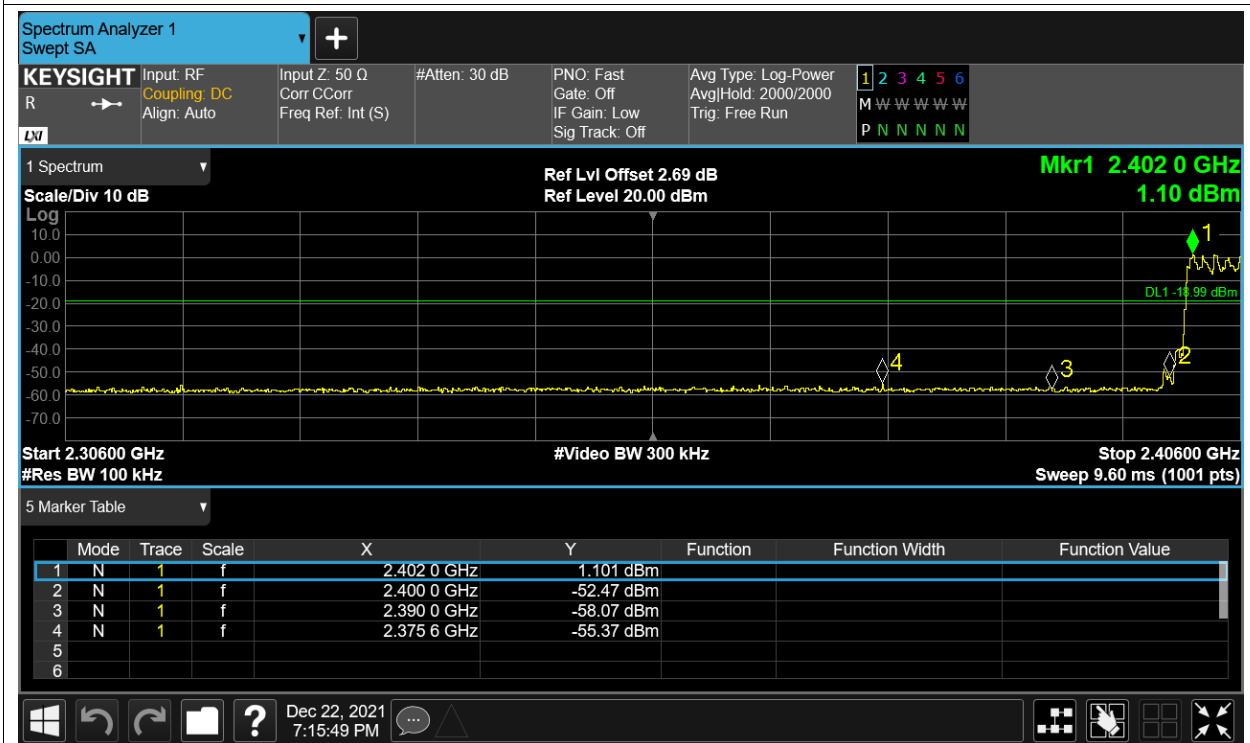 Spectrum Analyzer 1
Swept SA
KEYSIGHT Input: RF Input Z: 50 Ω #Atten: 30 dB PNO: Fast Avg Type: Log-Power 1 2 3 4 5 6
R Coupling: DC Corr CCorr Gate: Off Avg|Hold: 2000/2000 M W W W W W
Align: Auto Freq Ref: Int (S) IF Gain: Low Trig: Free Run
LXI Sig Track: Off P N N N N N
1 Spectrum Ref Lvl Offset 2.69 dB Mkr1 2.402 0 GHz
Scale/Div 10 dB Ref Level 20.00 dBm 1.10 dBm
Log
10.0 1
0.00
-10.0
DL1 -18.99 dBm
-20.0
-30.0
-40.0
4 3 2
-50.0
-60.0
-70.0
Start 2.30600 GHz #Video BW 300 kHz Stop 2.40600 GHz
#Res BW 100 kHz Sweep 9.60 ms (1001 pts)
5 Marker Table
Mode Trace Scale X Y Function Function Width Function Value
1 N 1 f 2.402 0 GHz 1.101 dBm
2 N 1 f 2.400 0 GHz -52.47 dBm
3 N 1 f 2.390 0 GHz -58.07 dBm
4 N 1 f 2.375 6 GHz -55.37 dBm
5
6
? Dec 22, 2021
7:15:49 PM